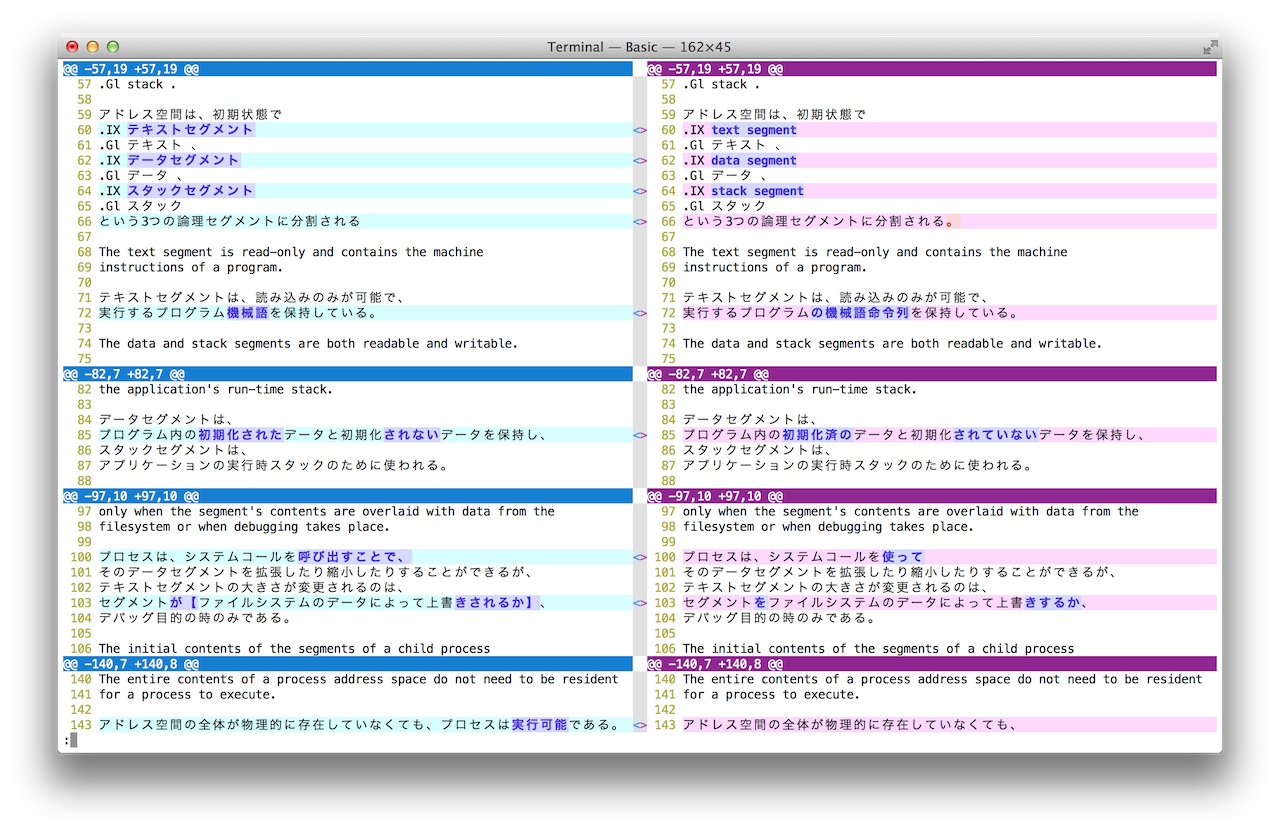 Terminal — Basic — 162×45
@@ -57,19 +57,19 @@
57 .Gl stack .
58
59 アドレス空間は、初期状態で
60 .IX テキストセグメント
61 .Gl テキスト 、
62 .IX データセグメント
63 .Gl データ 、
64 .IX スタックセグメント
65 .Gl スタック
66 という3つの論理セグメントに分割される
67
68 The text segment is read-only and contains the machine
69 instructions of a program.
70
71 テキストセグメントは、読み込みのみが可能で、
72 実行するプログラム機械語を保持している。
73
74 The data and stack segments are both readable and writable.
75
@@ -82,7 +82,7 @@
82 the application's run-time stack.
83
84 データセグメントは、
85 プログラム内の初期化されたデータと初期化されないデータを保持し、
86 スタックセグメントは、
87 アプリケーションの実行時スタックのために使われる。
88
@@ -97,10 +97,10 @@
97 only when the segment's contents are overlaid with data from the
98 filesystem or when debugging takes place.
99
100 プロセスは、システムコールを呼び出すことで、
101 そのデータセグメントを拡張したり縮小したりすることができるが、
102 テキストセグメントの大きさが変更されるのは、
103 セグメントが【ファイルシステムのデータによって上書きされるか】、
104 デバッグ目的の時のみである。
105
106 The initial contents of the segments of a child process
@@ -140,7 +140,8 @@
140 The entire contents of a process address space do not need to be resident
141 for a process to execute.
142
143 アドレス空間の全体が物理的に存在していなくても、プロセスは実行可能である。
:
<>
<>
<>
<>
<>
<>
<>
<>
<>
@@ -57,19 +57,19 @@
57 .Gl stack .
58
59 アドレス空間は、初期状態で
60 .IX text segment
61 .Gl テキスト 、
62 .IX data segment
63 .Gl データ 、
64 .IX stack segment
65 .Gl スタック
66 という3つの論理セグメントに分割される。
67
68 The text segment is read-only and contains the machine
69 instructions of a program.
70
71 テキストセグメントは、読み込みのみが可能で、
72 実行するプログラムの機械語命令列を保持している。
73
74 The data and stack segments are both readable and writable.
75
@@ -82,7 +82,7 @@
82 the application's run-time stack.
83
84 データセグメントは、
85 プログラム内の初期化済のデータと初期化されていないデータを保持し、
86 スタックセグメントは、
87 アプリケーションの実行時スタックのために使われる。
88
@@ -97,10 +97,10 @@
97 only when the segment's contents are overlaid with data from the
98 filesystem or when debugging takes place.
99
100 プロセスは、システムコールを使って
101 そのデータセグメントを拡張したり縮小したりすることができるが、
102 テキストセグメントの大きさが変更されるのは、
103 セグメントをファイルシステムのデータによって上書きするか、
104 デバッグ目的の時のみである。
105
106 The initial contents of the segments of a child process
@@ -140,7 +140,8 @@
140 The entire contents of a process address space do not need to be resident
141 for a process to execute.
142
143 アドレス空間の全体が物理的に存在していなくても、